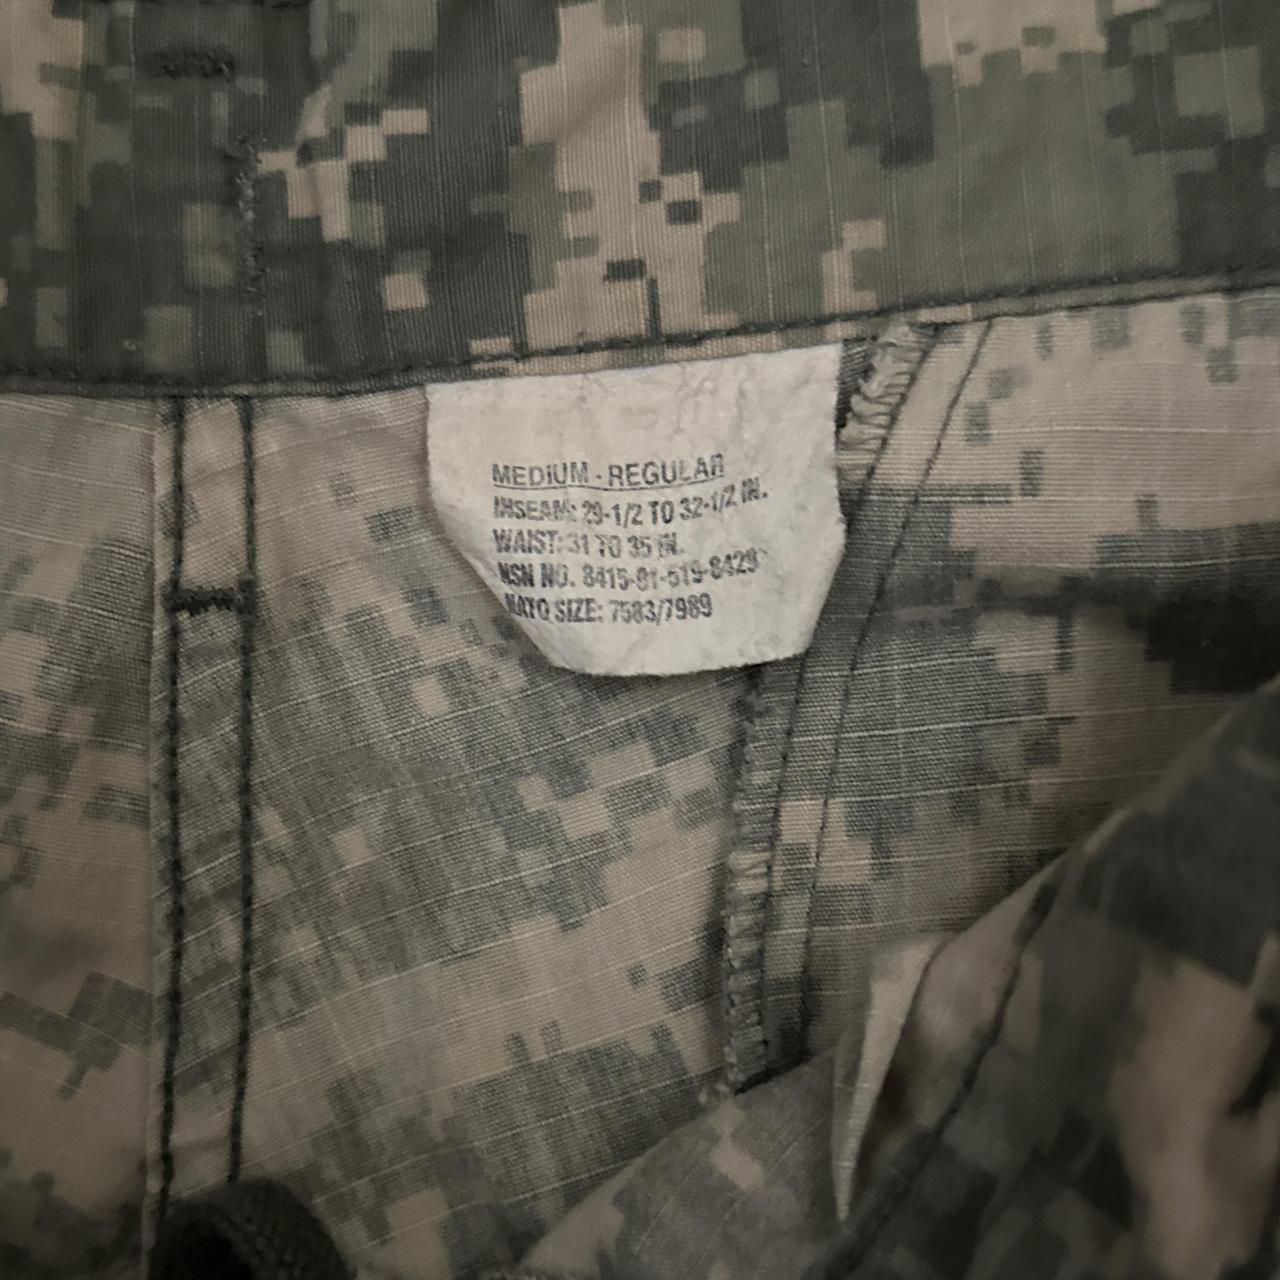 MEDIUM - REGULAR
INSEAM: 29-1/2 TO 32-1/2 IN.
WAIST: 31 TO 35 IN.
NSN NO. 8415-01-519-8429
NATO SIZE: 7583/7989